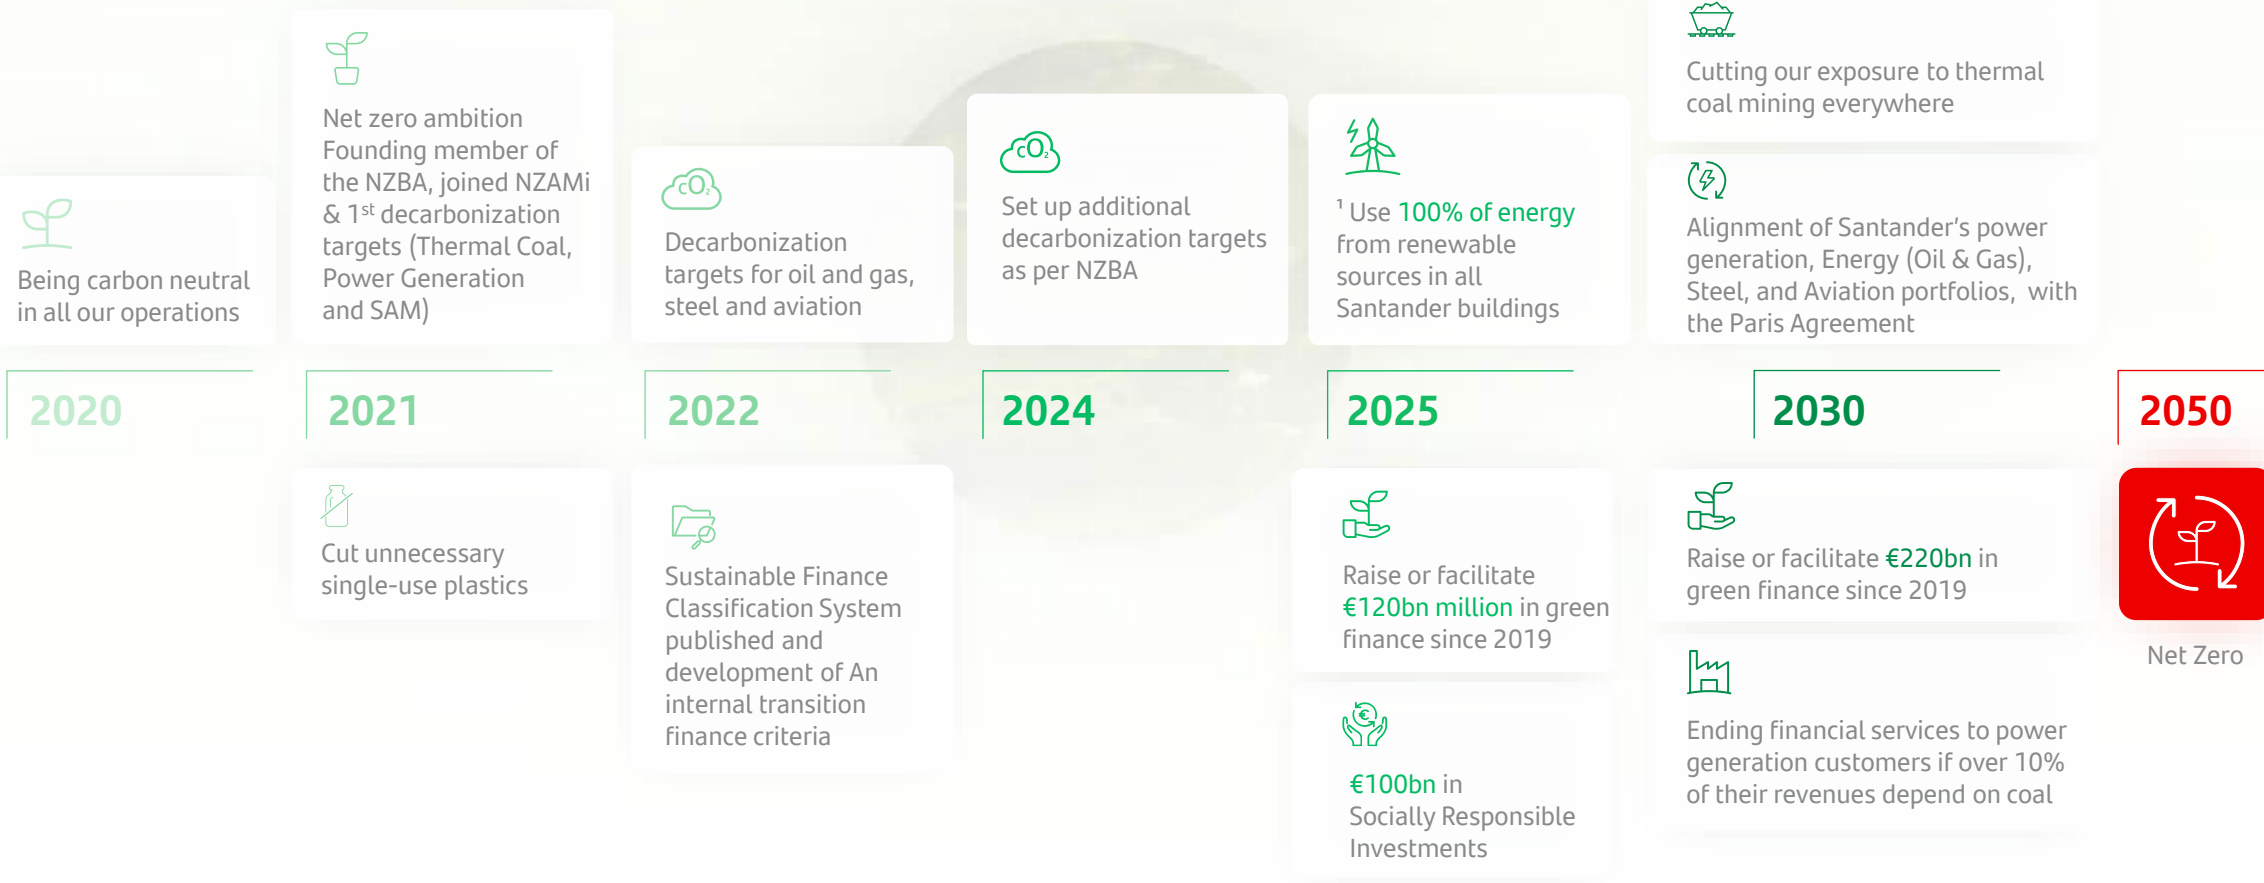 Being carbon neutral
in all our operations
2020
Net zero ambition
Founding member of
the NZBA, joined NZAMi
& 1st decarbonization
targets (Thermal Coal,
Power Generation
and SAM)
2021
Cut unnecessary
single-use plastics
CO2
Decarbonization
targets for oil and gas,
steel and aviation
2022
Sustainable Finance
Classification System
published and
development of An
internal transition
finance criteria
CO2
Set up additional
decarbonization targets
as per NZBA
2024
¹ Use 100% of energy
from renewable
sources in all
Santander buildings
2025
Raise or facilitate
€120bn million in green
finance since 2019
€100bn in
Socially Responsible
Investments
Cutting our exposure to thermal
coal mining everywhere
Alignment of Santander’s power
generation, Energy (Oil & Gas),
Steel, and Aviation portfolios, with
the Paris Agreement
2030
Raise or facilitate €220bn in
green finance since 2019
Ending financial services to power
generation customers if over 10%
of their revenues depend on coal
2050
Net Zero